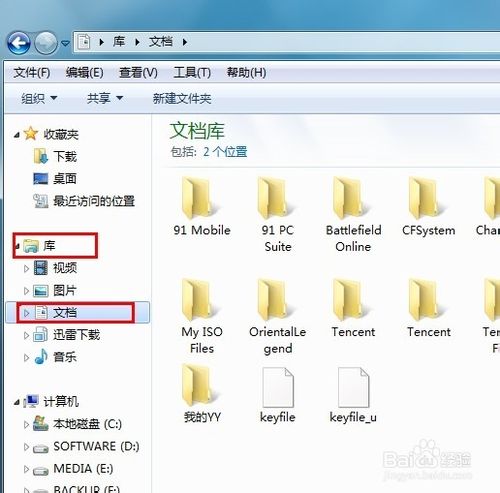 库 文档
文件(F) 编辑(E) 查看(V) 工具(T) 帮助(H)
组织 共享 新建文件夹
收藏夹
下载
桌面
最近访问的位置
库
视频
图片
文档
迅雷下载
音乐
计算机
本地磁盘 (C:)
SOFTWARE (D:)
MEDIA (E:)
BACKUP (F:)
文档库
包括: 2 个位置
91 Mobile
91 PC
Suite
Battlefield
Online
CFSystem
My ISO
Files
OrientalLegend
Tencent
Tencent
我的YY
keyfile
keyfile_u
Baidu经验
jingyan.baidu.com